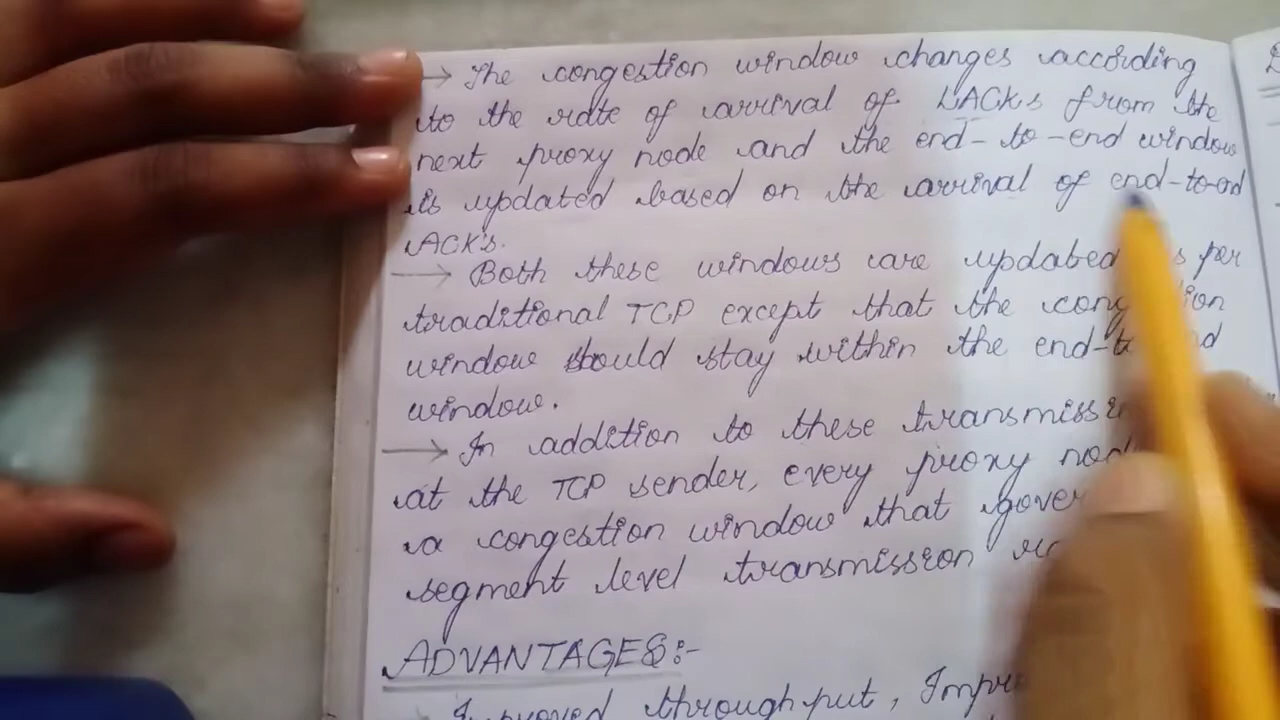 → The congestion window changes according
to the rate of arrival of LACKs from the
next proxy node and the end-to-end window
is updated based on the arrival of end-to-end
ACK's.
→ Both these windows are updated per
traditional TCP except that the
window should stay within the
window.
→ In addition to these
at the TCP sender, every proxy
a congestion window that
segment level transmission
ADVANTAGES:-
→ Improved throughput,